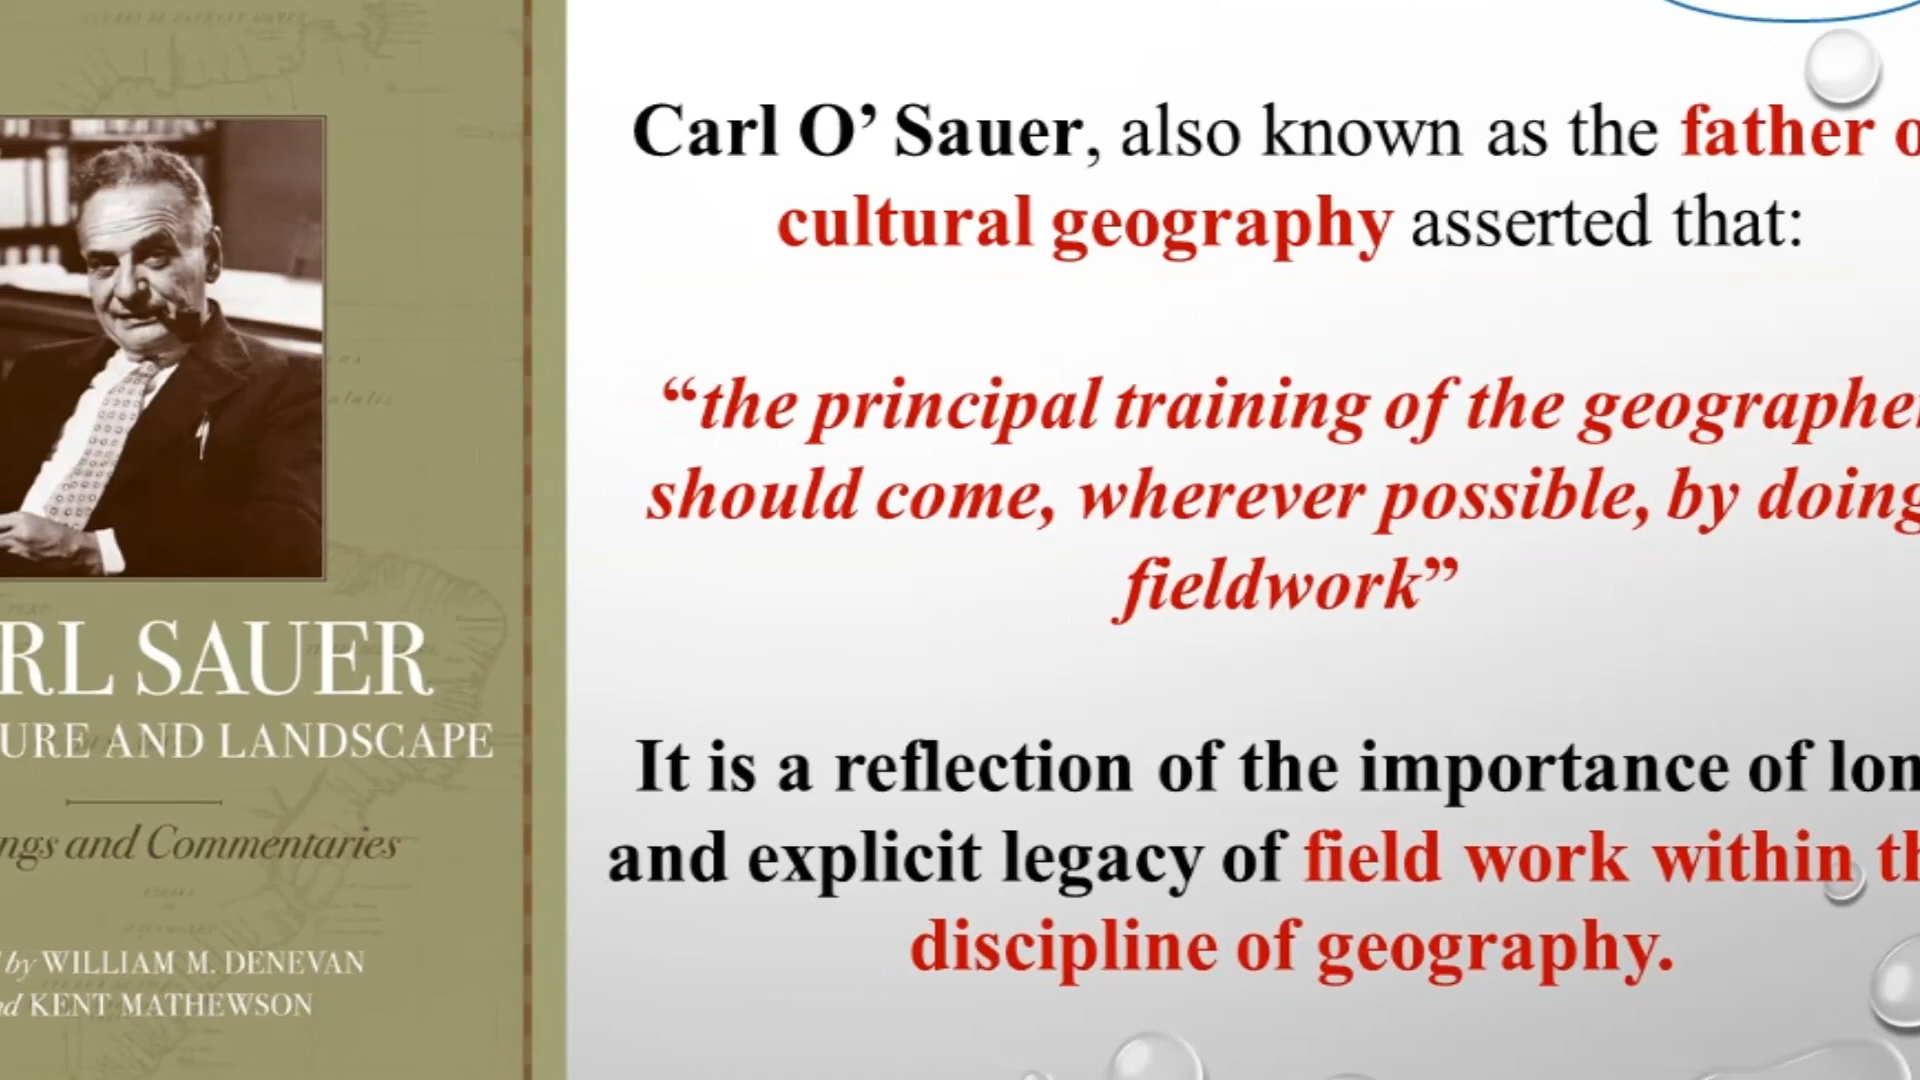 RL SAUER
URE AND LANDSCAPE
ngs and Commentaries
by WILLIAM M. DENEVAN
nd KENT MATHEWSON
Carl O’ Sauer, also known as the father o
cultural geography asserted that:
“the principal training of the geographer
should come, wherever possible, by doing
fieldwork”
It is a reflection of the importance of lon
and explicit legacy of field work within th
discipline of geography.